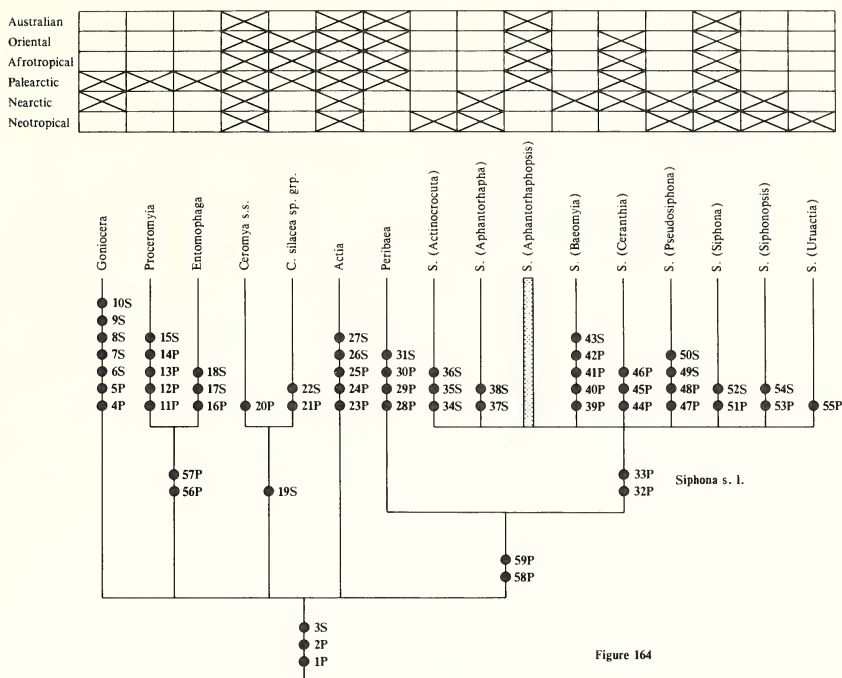 Australian
Oriental
Afrotropical
Palearctic
Nearctic
Neotropical
Goniocera
Proceromyia
Entomophaga
Ceromya s.s.
C. silacea sp. grp.
Actia
Peribaea
S. (Actinocrocuta)
S. (Aphantorhapha)
S. (Aphantorhaphopsis)
S. (Baeomyia)
S. (Ceranthia)
S. (Pseudosiphona)
S. (Siphona)
S. (Siphonopsis)
S. (Uruactia)
10S
9S
8S
7S
6S
5P
4P
15S
14P
13P
12P
11P
18S
17S
16P
20P
22S
21P
27S
26S
25P
24P
23P
31S
30P
29P
28P
36S
35S
34S
38S
37S
43S
42P
41P
40P
39P
46P
45P
44P
50S
49S
48P
47P
52S
51P
54S
53P
55P
57P
56P
19S
33P
32P
Siphona s. l.
59P
58P
3S
2P
1P
Figure 164